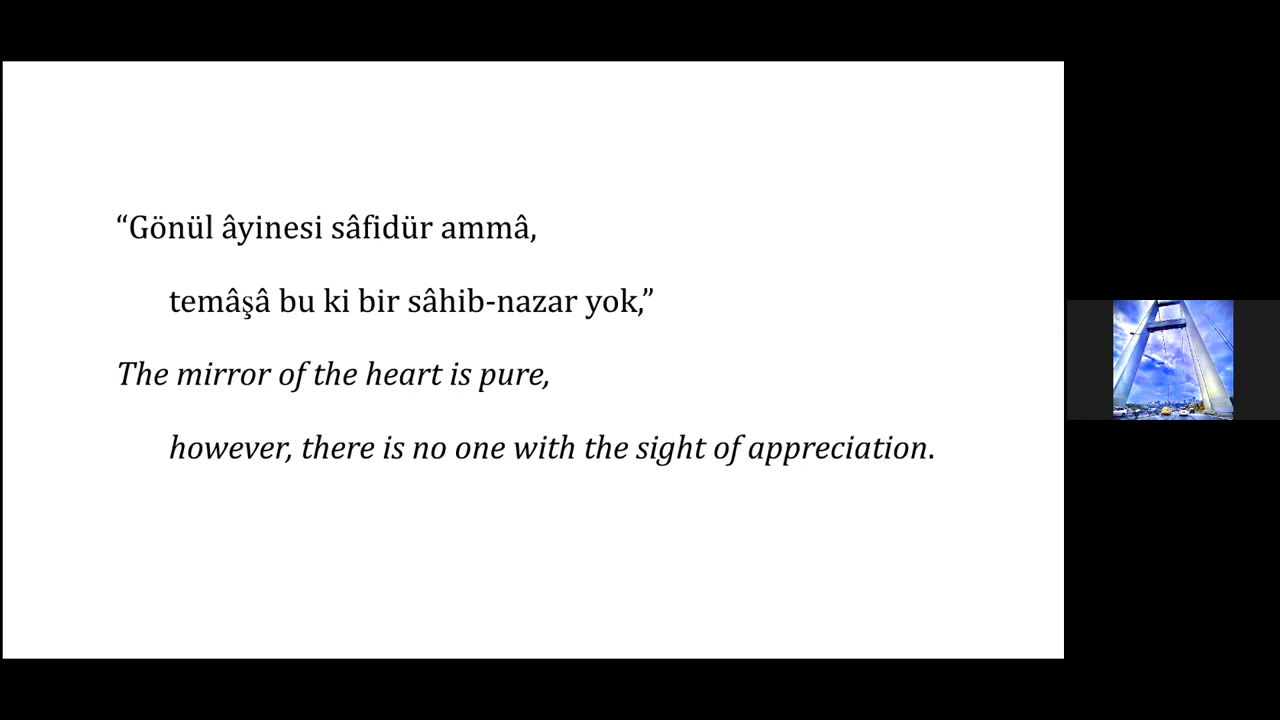 “Gönül âyinesi sâfidür ammâ,
temâşâ bu ki bir sâhib-nazar yok,”
The mirror of the heart is pure,
however, there is no one with the sight of appreciation.